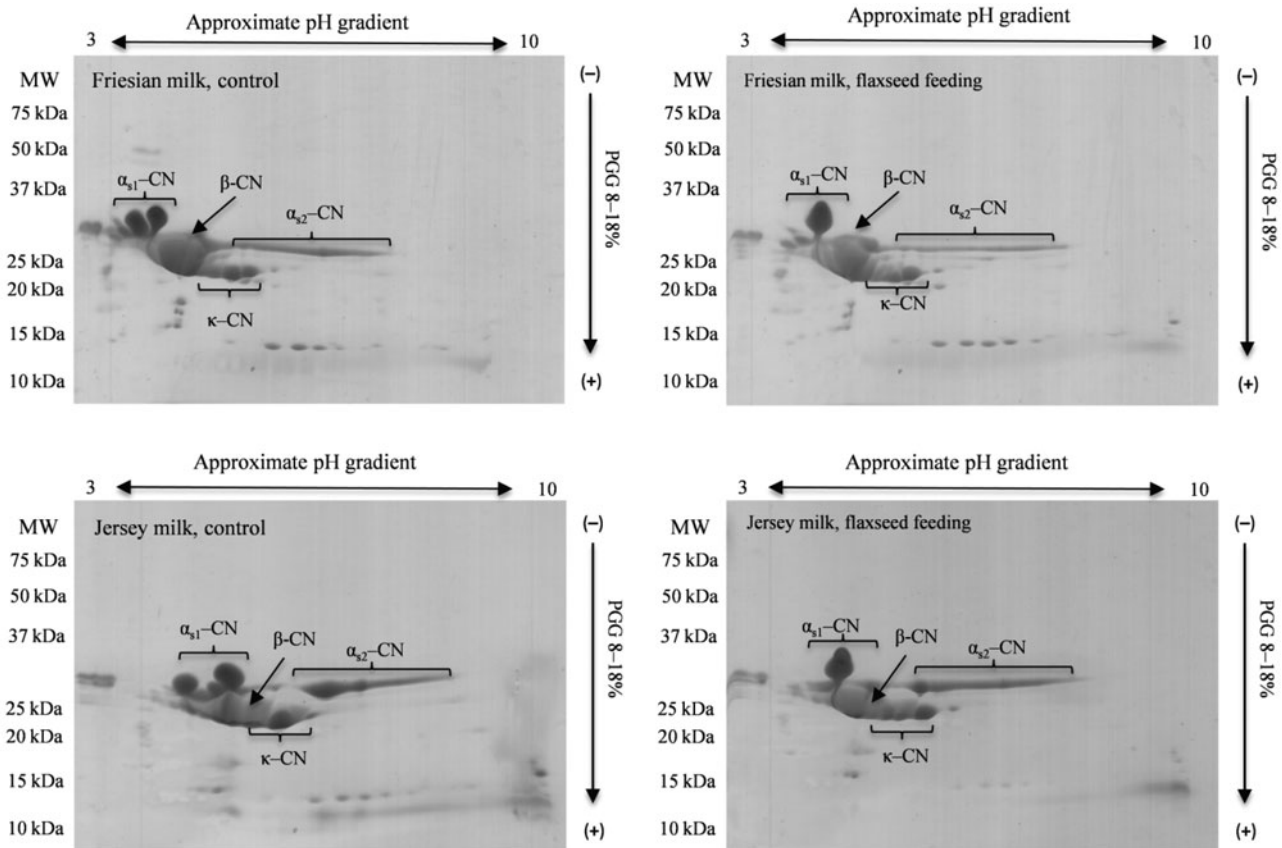 Approximate pH gradient
3 10
MW
Friesian milk, control
75 kDa
50 kDa
37 kDa
25 kDa
20 kDa
15 kDa
10 kDa
αs1–CN
β-CN
αs2–CN
κ–CN
(–)
PGG 8–18%
(+)
Approximate pH gradient
3 10
MW
Friesian milk, flaxseed feeding
75 kDa
50 kDa
37 kDa
25 kDa
20 kDa
15 kDa
10 kDa
αs1–CN
β-CN
αs2–CN
κ–CN
(–)
PGG 8–18%
(+)
Approximate pH gradient
3 10
MW
Jersey milk, control
75 kDa
50 kDa
37 kDa
25 kDa
20 kDa
15 kDa
10 kDa
αs1–CN
β-CN
αs2–CN
κ–CN
(–)
PGG 8–18%
(+)
Approximate pH gradient
3 10
MW
Jersey milk, flaxseed feeding
75 kDa
50 kDa
37 kDa
25 kDa
20 kDa
15 kDa
10 kDa
αs1–CN
β-CN
αs2–CN
κ–CN
(–)
PGG 8–18%
(+)